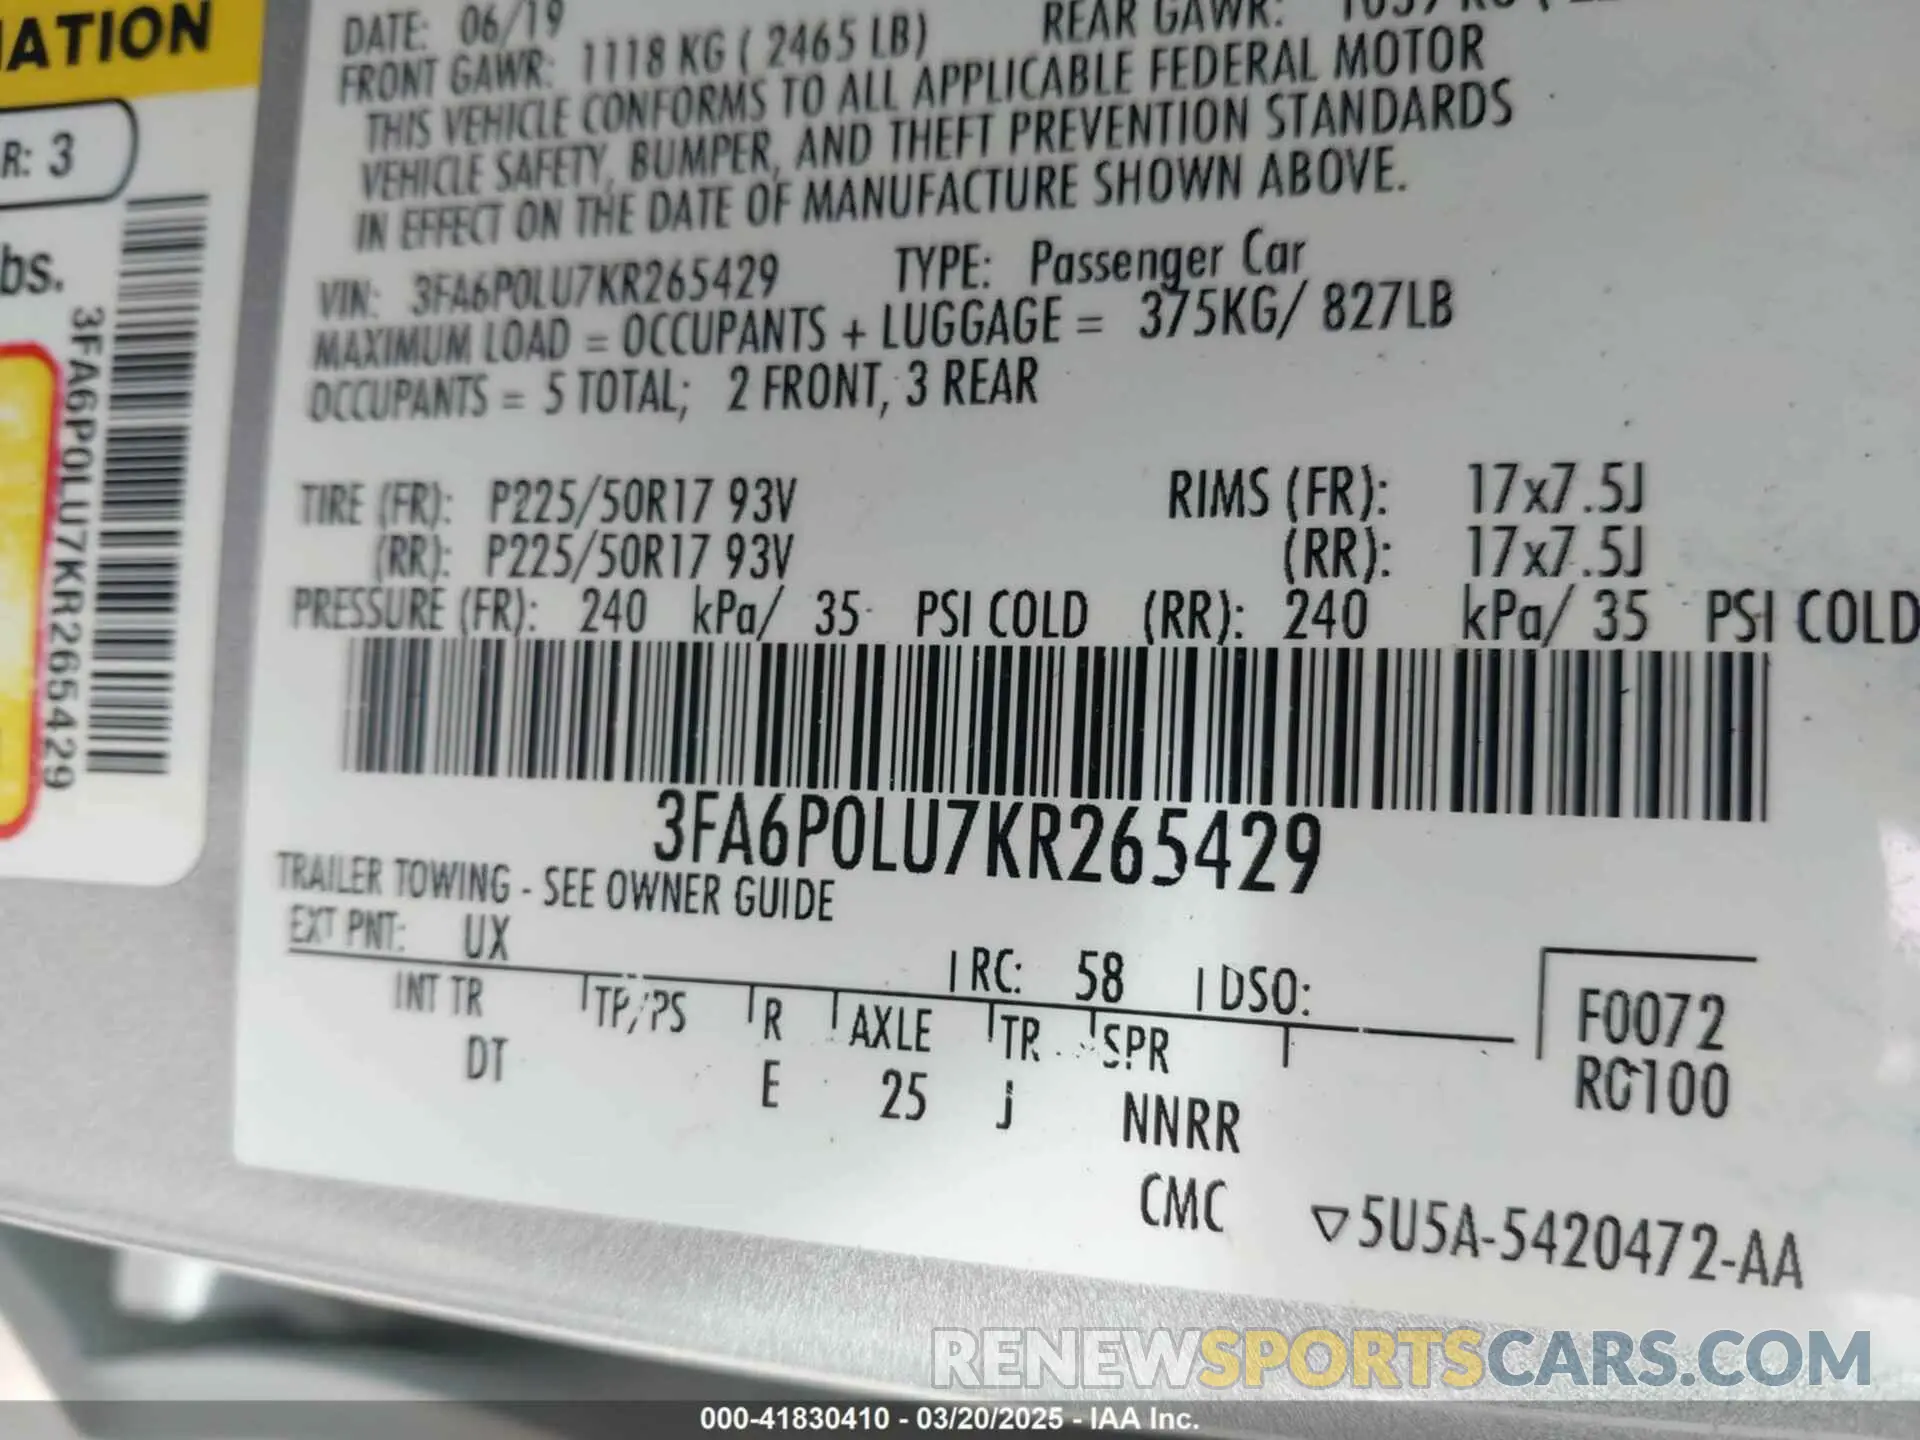 ATION
R: 3
bs.
3FA6P0LU7KR265429
DATE: 06/19
FRONT GAWR: 1118 KG ( 2465 LB) REAR GAWR:
THIS VEHICLE CONFORMS TO ALL APPLICABLE FEDERAL MOTOR
VEHICLE SAFETY, BUMPER, AND THEFT PREVENTION STANDARDS
IN EFFECT ON THE DATE OF MANUFACTURE SHOWN ABOVE.
VIN: 3FA6P0LU7KR265429 TYPE: Passenger Car
MAXIMUM LOAD = OCCUPANTS + LUGGAGE = 375KG/ 827LB
OCCUPANTS = 5 TOTAL; 2 FRONT, 3 REAR
TIRE (FR): P225/50R17 93V RIMS (FR): 17x7.5J
(RR): P225/50R17 93V (RR): 17x7.5J
PRESSURE (FR): 240 kPa/ 35 PSI COLD (RR): 240 kPa/ 35 PSI COLD
3FA6P0LU7KR265429
TRAILER TOWING - SEE OWNER GUIDE
EXT PNT: UX RC: 58 DSO:
INT TR TP/PS R AXLE TR SPR F0072
DT E 25 J NNRR RC100
CMC ▽5U5A-5420472-AA
RENEWSPORTSCARS.COM
000-41830410 - 03/20/2025 - IAA Inc.